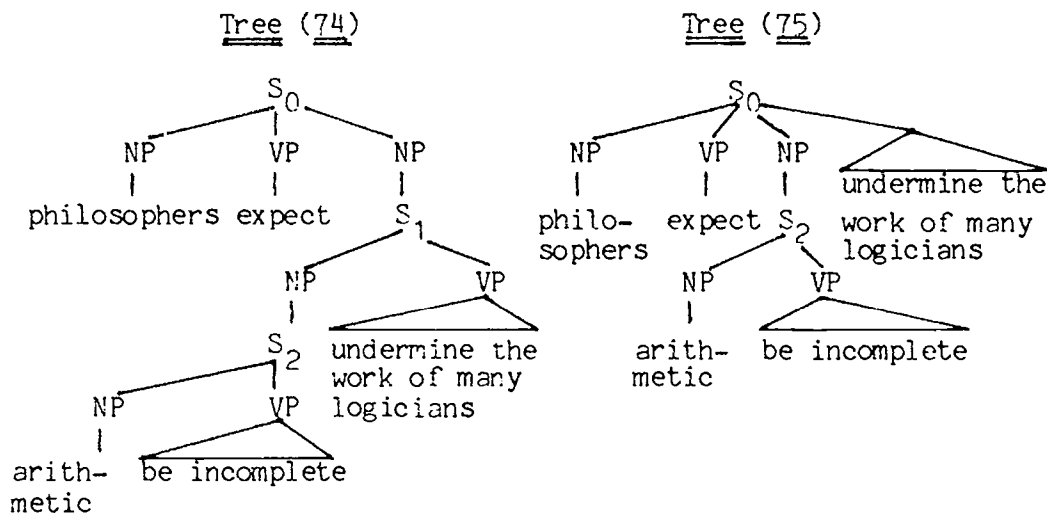 Tree (74) Tree (75)
S0 S0
NP VP NP NP VP NP
undermine the
philosophers expect S1 philo- expect S2 work of many
sophers logicians
NP VP NP VP
S2 undermine the arith- be incomplete
work of many metic
NP VP logicians
arith- be incomplete
metic